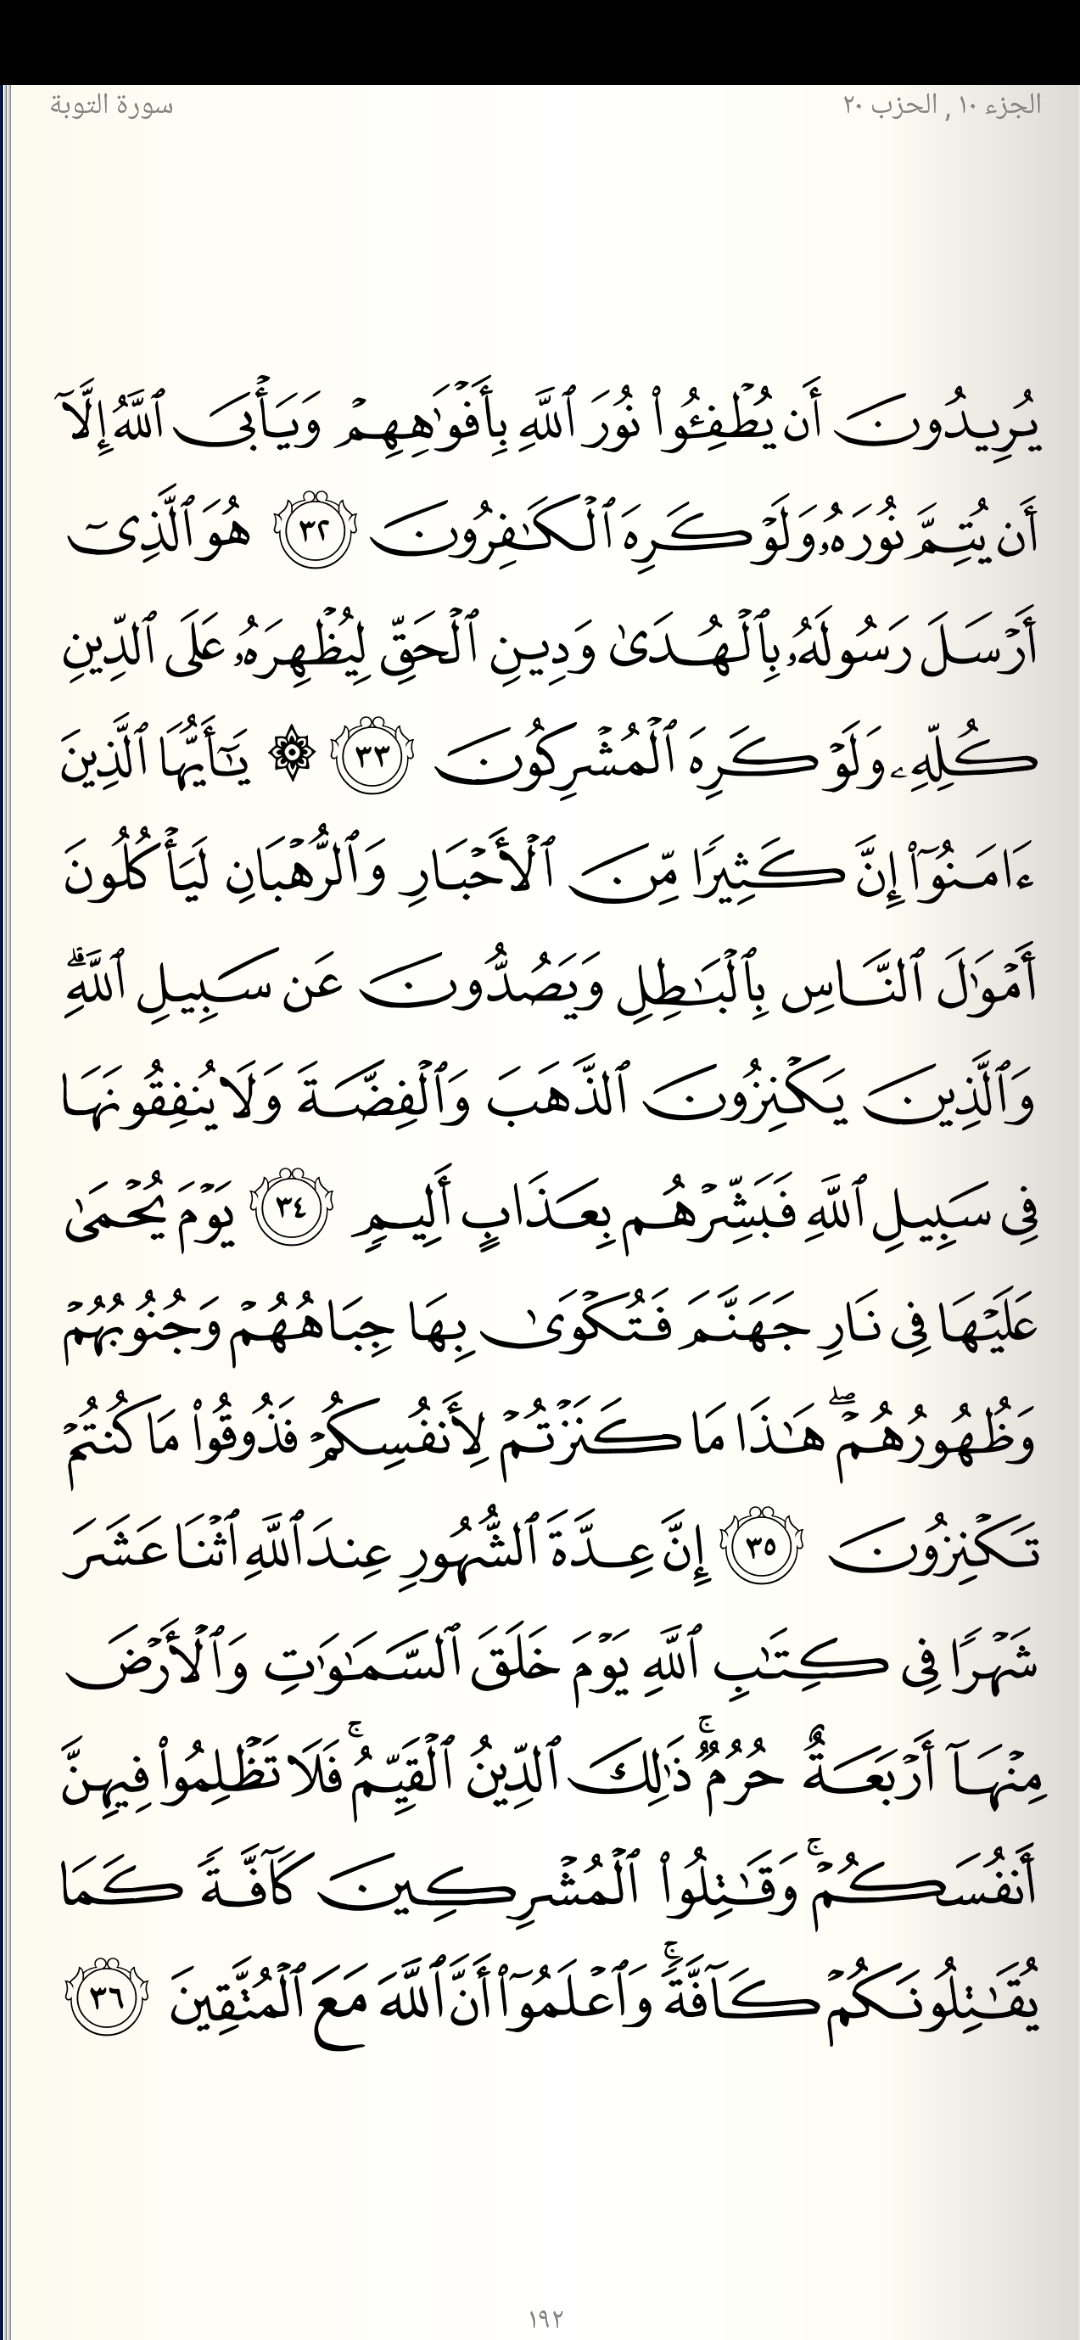 الجزء ١٠ , الحزب ٢٠
سورة التوبة
يُرِيدُونَ أَن يُطْفِـُٔوا۟ نُورَ ٱللَّهِ بِأَفْوَٰهِهِمْ وَيَأْبَى ٱللَّهُ إِلَّآ
أَن يُتِمَّ نُورَهُۥ وَلَوْ كَرِهَ ٱلْكَـٰفِرُونَ ٣٢ هُوَ ٱلَّذِىٓ
أَرْسَلَ رَسُولَهُۥ بِٱلْهُدَىٰ وَدِينِ ٱلْحَقِّ لِيُظْهِرَهُۥ عَلَى ٱلدِّينِ
كُلِّهِۦ وَلَوْ كَرِهَ ٱلْمُشْرِكُونَ ٣٣ ۞ يَـٰٓأَيُّهَا ٱلَّذِينَ
ءَامَنُوٓا۟ إِنَّ كَثِيرًا مِّنَ ٱلْأَحْبَارِ وَٱلرُّهْبَانِ لَيَأْكُلُونَ
أَمْوَٰلَ ٱلنَّاسِ بِٱلْبَـٰطِلِ وَيَصُدُّونَ عَن سَبِيلِ ٱللَّهِ ۗ
وَٱلَّذِينَ يَكْنِزُونَ ٱلذَّهَبَ وَٱلْفِضَّةَ وَلَا يُنفِقُونَهَا
فِى سَبِيلِ ٱللَّهِ فَبَشِّرْهُم بِعَذَابٍ أَلِيمٍ ٣٤ يَوْمَ يُحْمَىٰ
عَلَيْهَا فِى نَارِ جَهَنَّمَ فَتُكْوَىٰ بِهَا جِبَاهُهُمْ وَجُنُوبُهُمْ
وَظُهُورُهُمْ ۖ هَـٰذَا مَا كَنَزْتُمْ لِأَنفُسِكُمْ فَذُوقُوا۟ مَا كُنتُمْ
تَكْنِزُونَ ٣٥ إِنَّ عِدَّةَ ٱلشُّهُورِ عِندَ ٱللَّهِ ٱثْنَا عَشَرَ
شَهْرًا فِى كِتَـٰبِ ٱللَّهِ يَوْمَ خَلَقَ ٱلسَّمَـٰوَٰتِ وَٱلْأَرْضَ
مِنْهَآ أَرْبَعَةٌ حُرُمٌ ۚ ذَٰلِكَ ٱلدِّينُ ٱلْقَيِّمُ ۚ فَلَا تَظْلِمُوا۟ فِيهِنَّ
أَنفُسَكُمْ ۚ وَقَـٰتِلُوا۟ ٱلْمُشْرِكِينَ كَآفَّةً كَمَا
يُقَـٰتِلُونَكُمْ كَآفَّةً ۚ وَٱعْلَمُوٓا۟ أَنَّ ٱللَّهَ مَعَ ٱلْمُتَّقِينَ ٣٦
١٩٢